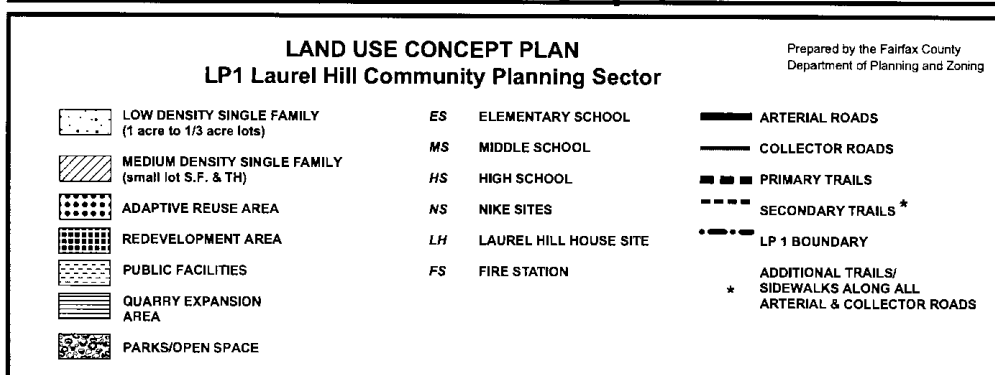 LAND USE CONCEPT PLAN
LP1 Laurel Hill Community Planning Sector
Prepared by the Fairfax County
Department of Planning and Zoning
LOW DENSITY SINGLE FAMILY
(1 acre to 1/3 acre lots)
MEDIUM DENSITY SINGLE FAMILY
(small lot S.F. & TH)
ADAPTIVE REUSE AREA
REDEVELOPMENT AREA
PUBLIC FACILITIES
QUARRY EXPANSION
AREA
PARKS/OPEN SPACE
ES ELEMENTARY SCHOOL
MS MIDDLE SCHOOL
HS HIGH SCHOOL
NS NIKE SITES
LH LAUREL HILL HOUSE SITE
FS FIRE STATION
ARTERIAL ROADS
COLLECTOR ROADS
PRIMARY TRAILS
SECONDARY TRAILS *
LP 1 BOUNDARY
ADDITIONAL TRAILS/
* SIDEWALKS ALONG ALL
ARTERIAL & COLLECTOR ROADS